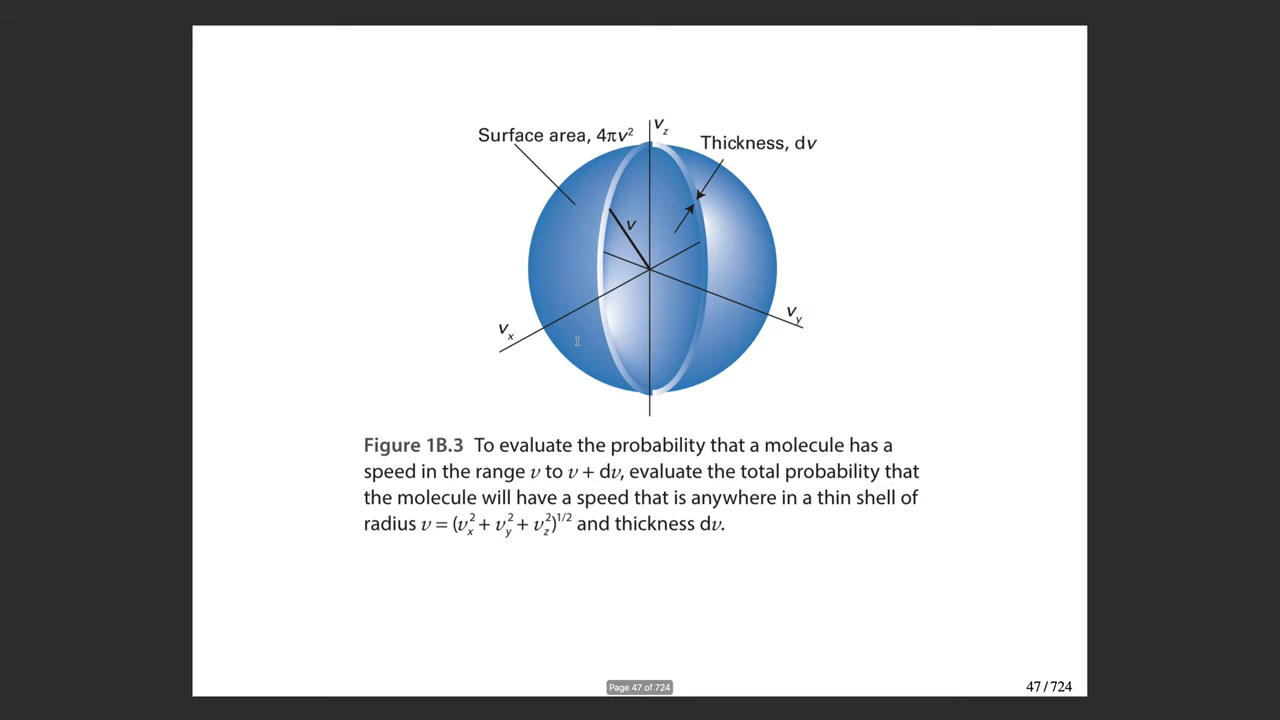 Surface area, 4πv²
v_z
Thickness, dv
v
v_x
v_y
Figure 1B.3 To evaluate the probability that a molecule has a
speed in the range v to v + dv, evaluate the total probability that
the molecule will have a speed that is anywhere in a thin shell of
radius v = (v_x² + v_y² + v_z²)^1/2 and thickness dv.
Page 47 of 724
47/724